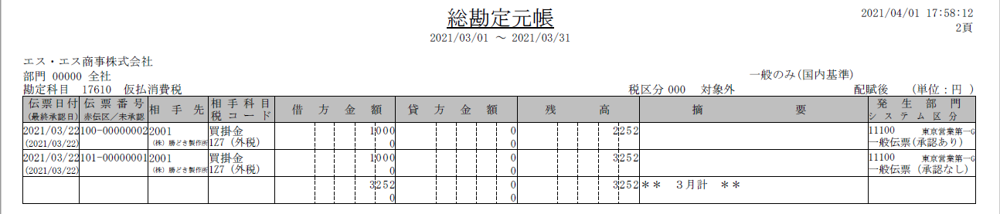 総勘定元帳
2021/03/01 ～ 2021/03/31
2021/04/01 17:58:12
2頁
エス・エス商事株式会社
部門 00000 全社
一般のみ(国内基準)
勘定科目 17610 仮払消費税 税区分 000 対象外 配賦後 (単位：円 )
伝票日付 伝票番号 相手先 相手科目 借方金額 貸方金額 残高 摘要 発生部門
(最終承認日) 赤伝区／未承認 税コード システム区分
2021/03/22 100-00000002 2001 買掛金 1000 0 2252 11100 東京営業第一G
(2021/03/22) (株) 勝どき製作所 1Z7 (外税) 0 0 一般伝票(承認あり)
2021/03/22 101-00000001 2001 買掛金 1000 0 3252 11100 東京営業第一G
(2021/03/22) (株) 勝どき製作所 1Z7 (外税) 0 0 一般伝票 (承認なし)
3252 0 3252 ＊＊ 3月計 ＊＊
0 0